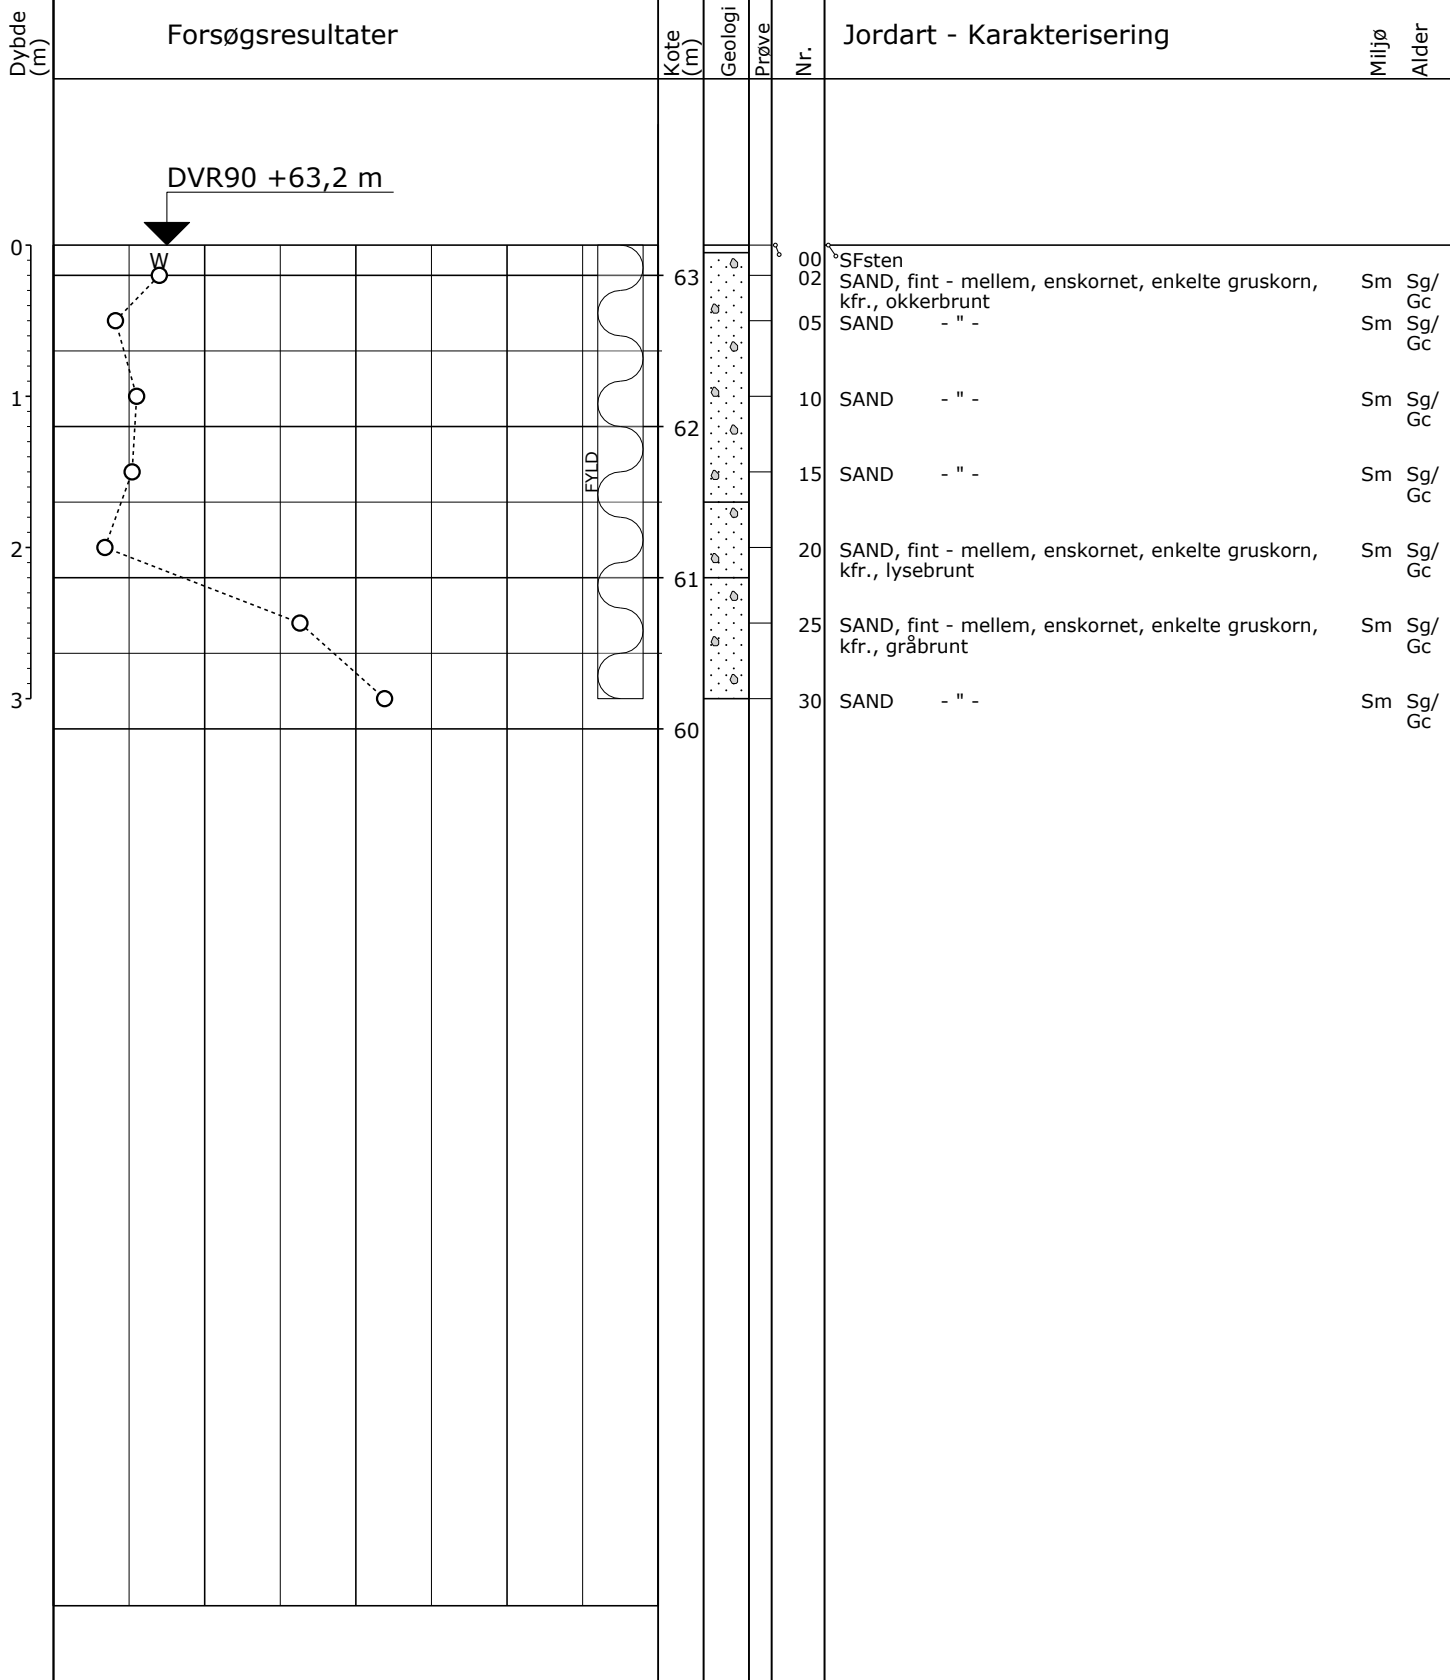 Dybde
(m)
Forsøgsresultater
Kote
(m)
Geologi
Prøve
Nr.
Jordart - Karakterisering
Miljø
Alder
DVR90 +63,2 m
0
W
63
00 SFsten
02 SAND, fint - mellem, enskornet, enkelte gruskorn, Sm Sg/
kfr., okkerbrunt Gc
05 SAND - " - Sm Sg/
Gc
1
10 SAND - " - Sm Sg/
Gc
62
FYLD
15 SAND - " - Sm Sg/
Gc
2
20 SAND, fint - mellem, enskornet, enkelte gruskorn, Sm Sg/
kfr., lysebrunt Gc
61
25 SAND, fint - mellem, enskornet, enkelte gruskorn, Sm Sg/
kfr., gråbrunt Gc
3
30 SAND - " - Sm Sg/
Gc
60